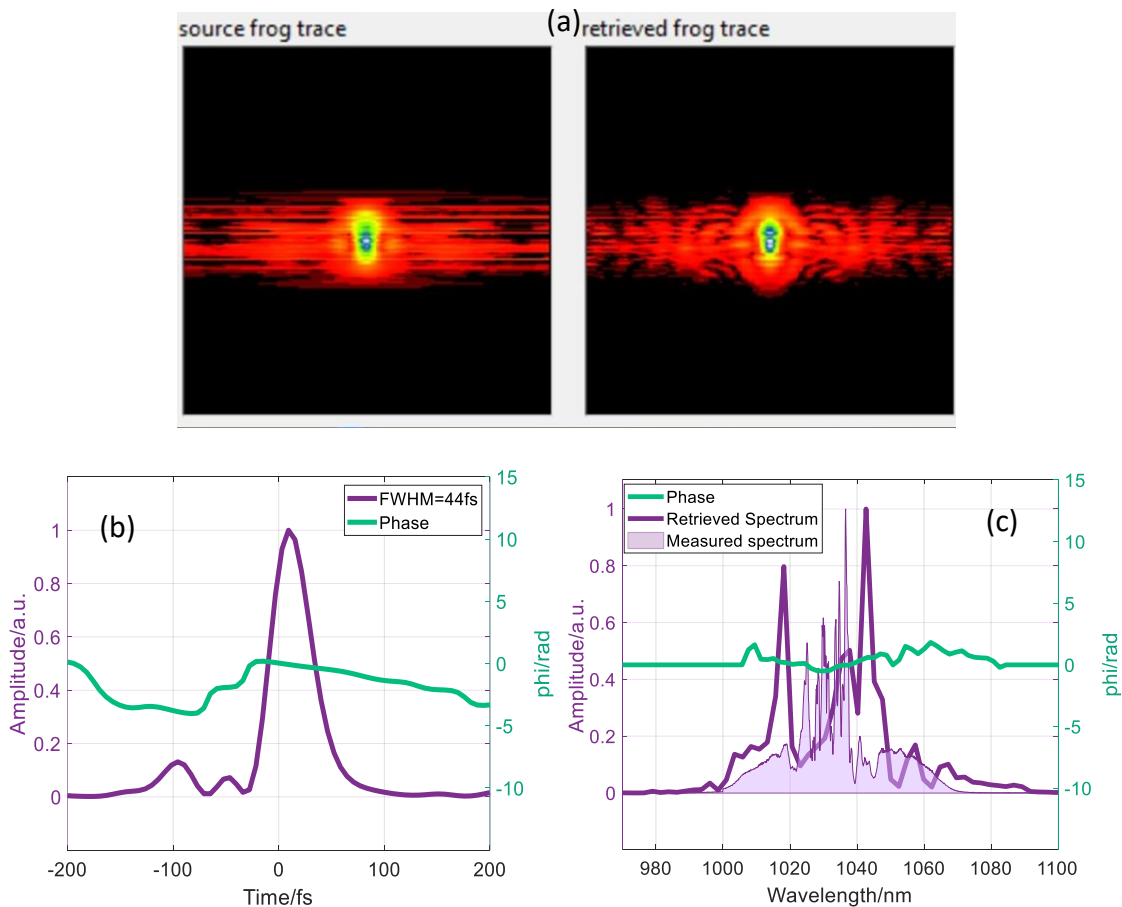 (a)
source frog trace
retrieved frog trace
(b)
FWHM=44fs
Phase
Amplitude/a.u.
1
0.8
0.6
0.4
0.2
0
15
10
5
0
-5
-10
phi/rad
-200
-100
0
100
200
Time/fs
(c)
Phase
Retrieved Spectrum
Measured spectrum
Amplitude/a.u.
1
0.8
0.6
0.4
0.2
0
15
10
5
0
-5
-10
phi/rad
980
1000
1020
1040
1060
1080
1100
Wavelength/nm